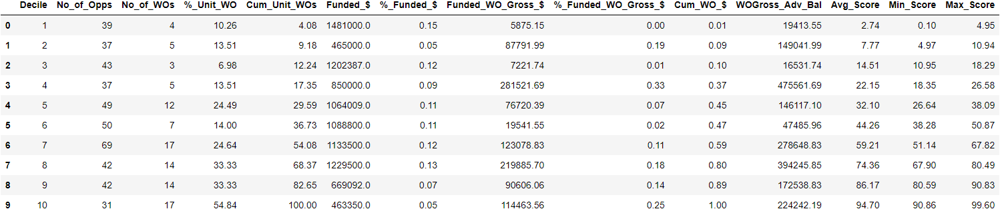 Decile No_of_Opps No_of_WOs %_Unit_WO Cum_Unit_WOs Funded_$ %_Funded_$ Funded_WO_Gross_$ %_Funded_WO_Gross_$ Cum_WO_$ WOGross_Adv_Bal Avg_Score Min_Score Max_Score
0 1 39 4 10.26 4.08 1481000.0 0.15 5875.15 0.00 0.01 19413.55 2.74 0.10 4.95
1 2 37 5 13.51 9.18 465000.0 0.05 87791.99 0.19 0.09 149041.99 7.77 4.97 10.94
2 3 43 3 6.98 12.24 1202387.0 0.12 7221.74 0.01 0.10 16531.74 14.51 10.95 18.29
3 4 37 5 13.51 17.35 850000.0 0.09 281521.69 0.33 0.37 475561.69 22.15 18.35 26.58
4 5 49 12 24.49 29.59 1064009.0 0.11 76720.39 0.07 0.45 146117.10 32.10 26.64 38.09
5 6 50 7 14.00 36.73 1088800.0 0.11 19541.55 0.02 0.47 47485.96 44.26 38.28 50.87
6 7 69 17 24.64 54.08 1133500.0 0.12 123078.83 0.11 0.59 278648.83 59.21 51.14 67.82
7 8 42 14 33.33 68.37 1229500.0 0.13 219885.70 0.18 0.80 394245.85 74.36 67.90 80.49
8 9 42 14 33.33 82.65 669092.0 0.07 90606.06 0.14 0.89 172538.83 86.17 80.59 90.83
9 10 31 17 54.84 100.00 463350.0 0.05 114463.56 0.25 1.00 224242.19 94.70 90.86 99.60